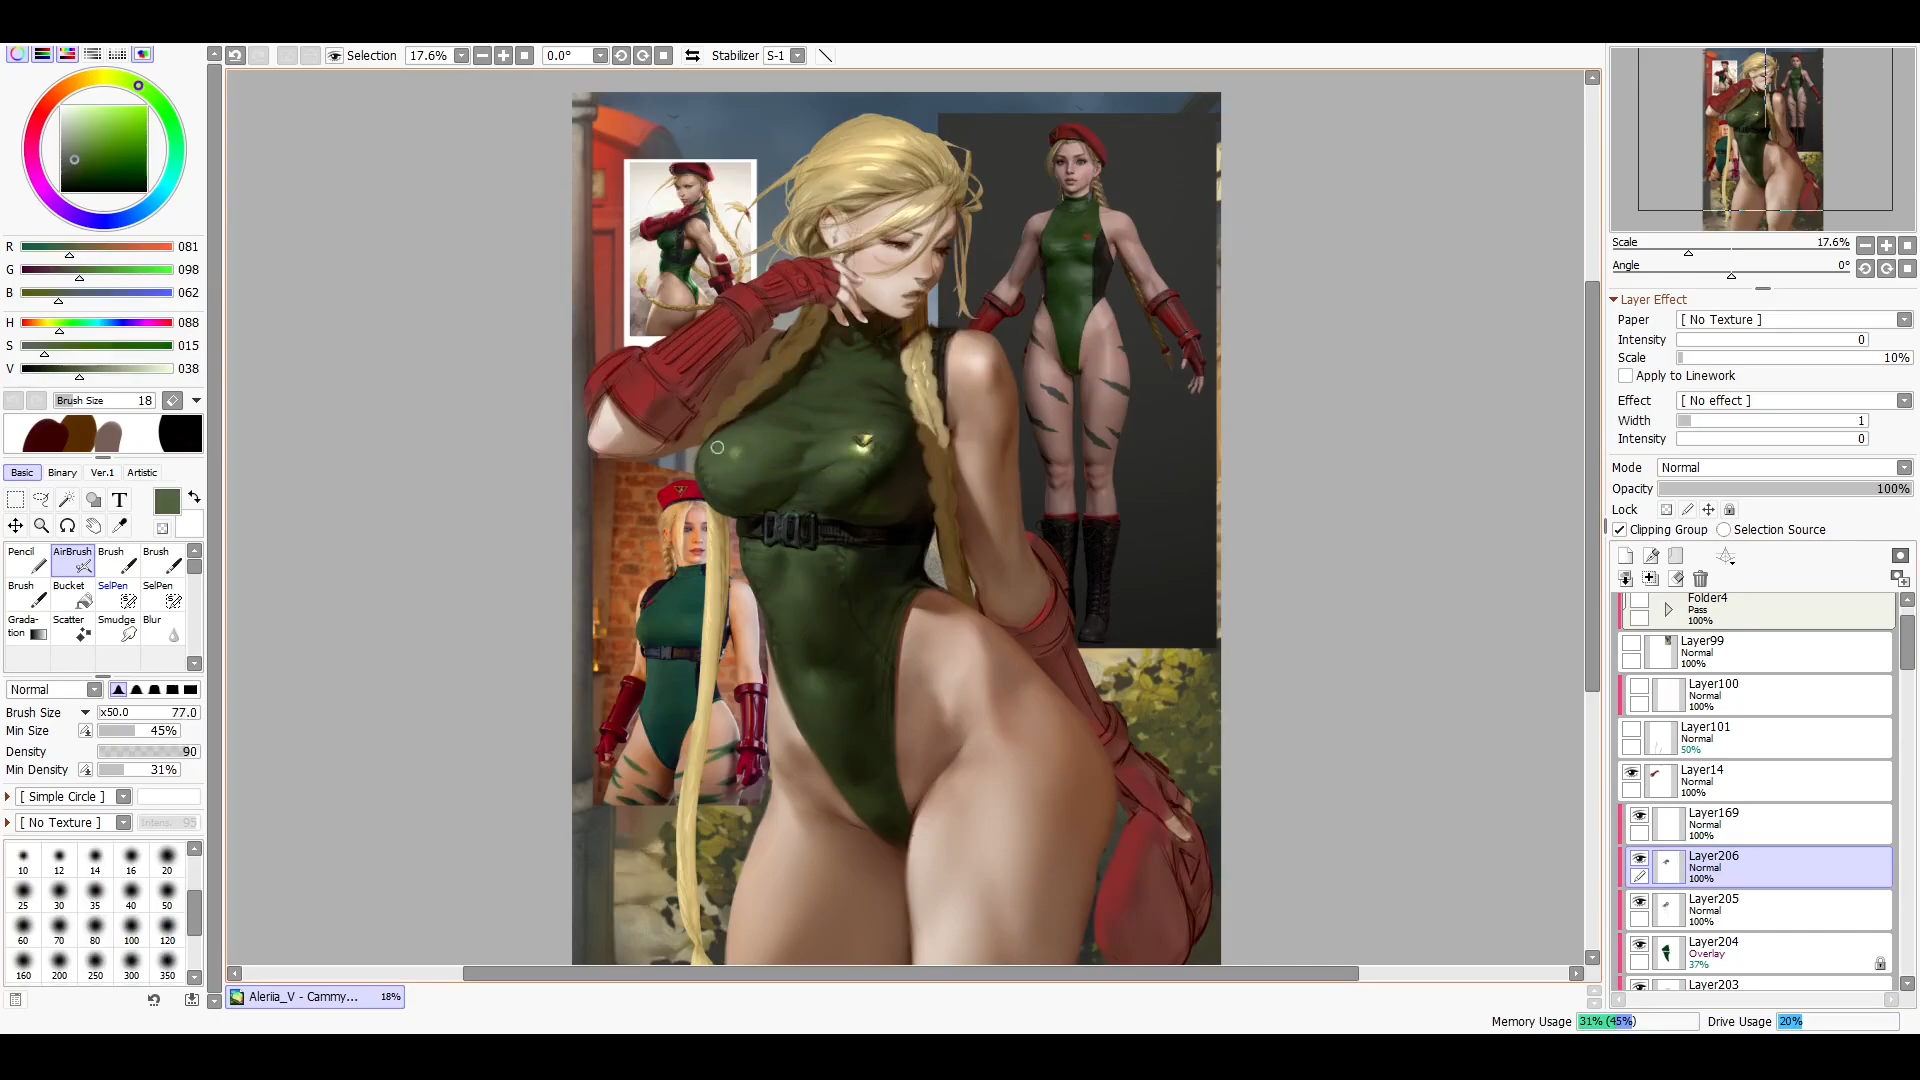 Selection 17.6% 0.0° Stabilizer S-1
R 081
G 098
B 062
H 088
S 015
V 038
Brush Size 18
Basic Binary Ver.1 Artistic
T
Pencil AirBrush Brush Brush
Brush Bucket SelPen SelPen
Grada-
tion Scatter Smudge Blur
Normal
Brush Size x50.0 77.0
Min Size 45%
Density 90
Min Density 31%
[ Simple Circle ]
[ No Texture ] Intens. 95
10 12 14 16 20
25 30 35 40 50
60 70 80 100 120
160 200 250 300 350
Aleriia_V - Cammy... 18%
Scale 17.6%
Angle 0°
Layer Effect
Paper [ No Texture ]
Intensity 0
Scale 10%
Apply to Linework
Effect [ No effect ]
Width 1
Intensity 0
Mode Normal
Opacity 100%
Lock
Clipping Group Selection Source
Folder4
Pass
100%
Layer99
Normal
100%
Layer100
Normal
100%
Layer101
Normal
50%
Layer14
Normal
100%
Layer169
Normal
100%
Layer206
Normal
100%
Layer205
Normal
100%
Layer204
Overlay
37%
Layer203
Memory Usage 31% (45%) Drive Usage 20%